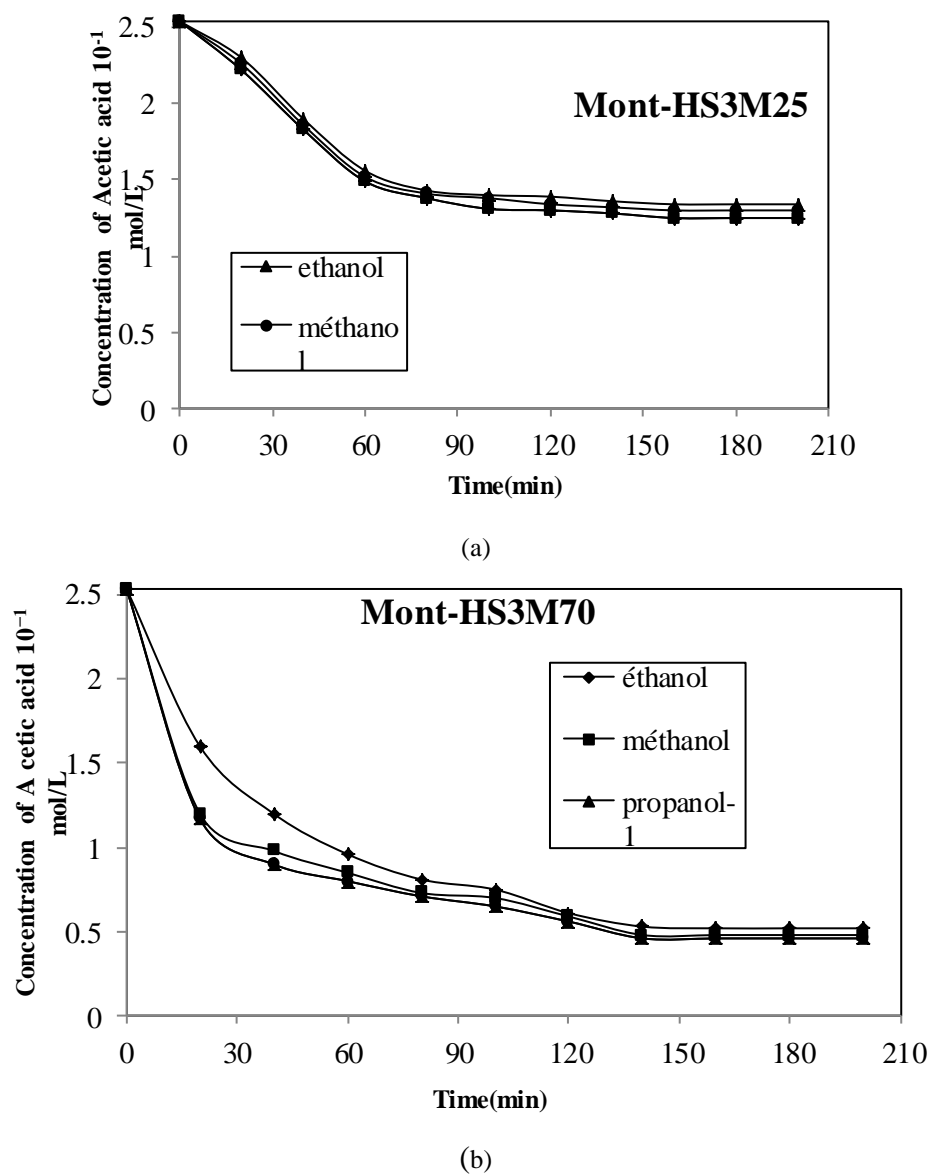 Concentration of Acetic acid 10⁻¹
mol/L
2.5
2
1.5
1
0.5
0
Mont-HS3M25
ethanol
méthano
l
0 30 60 90 120 150 180 210
Time(min)
(a)
Concentration of A cetic acid 10⁻¹
mol/L
2.5
2
1.5
1
0.5
0
Mont-HS3M70
éthanol
méthanol
propanol-
1
0 30 60 90 120 150 180 210
Time(min)
(b)